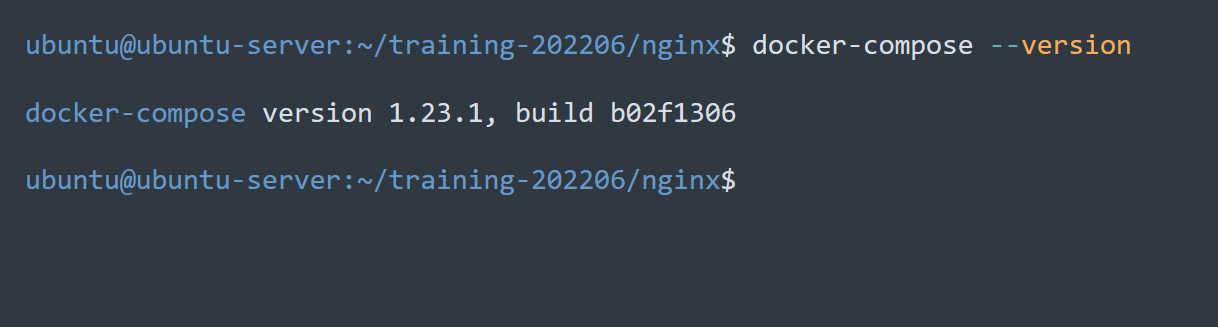 ubuntu@ubuntu-server:~/training-202206/nginx$ docker-compose --version
docker-compose version 1.23.1, build b02f1306
ubuntu@ubuntu-server:~/training-202206/nginx$